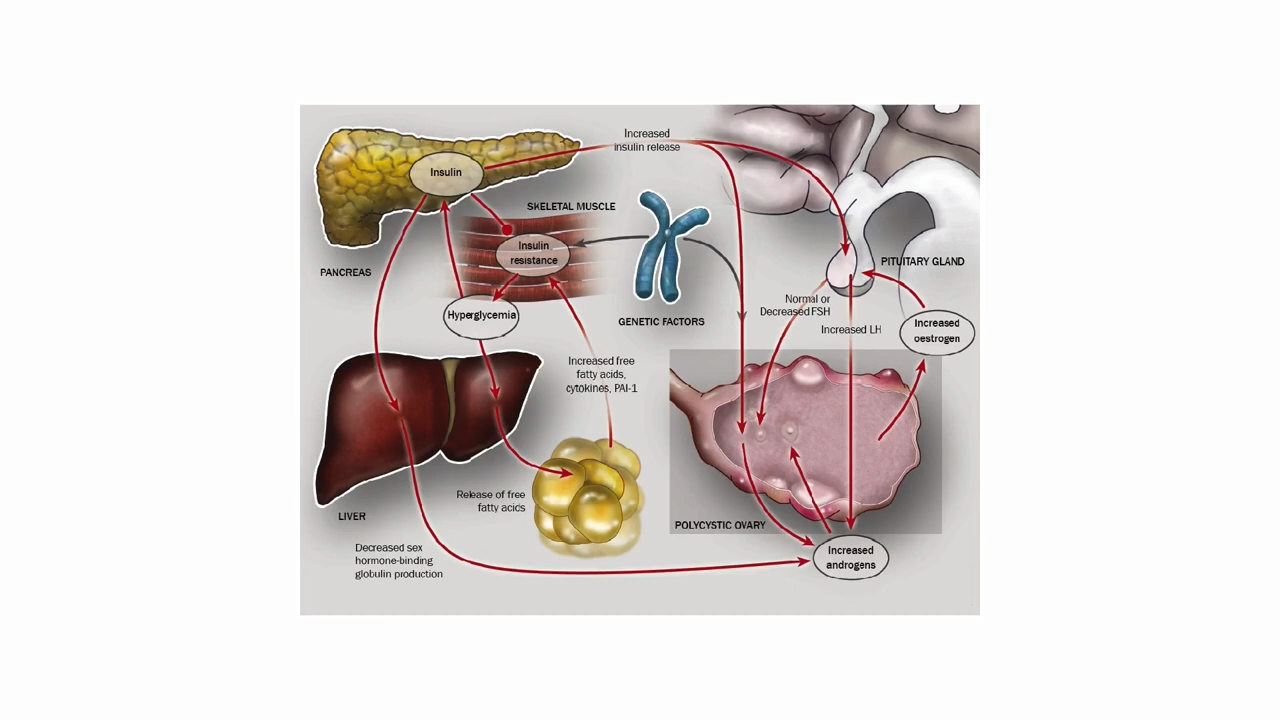 Increased
insulin release
Insulin
SKELETAL MUSCLE
Insulin
resistance
PANCREAS
PITUITARY GLAND
Hyperglycemia
GENETIC FACTORS
Normal or
Decreased FSH
Increased LH
Increased
oestrogen
Increased free
fatty acids,
cytokines, PAI-1
Release of free
fatty acids
LIVER
POLYCYSTIC OVARY
Decreased sex
hormone-binding
globulin production
Increased
androgens